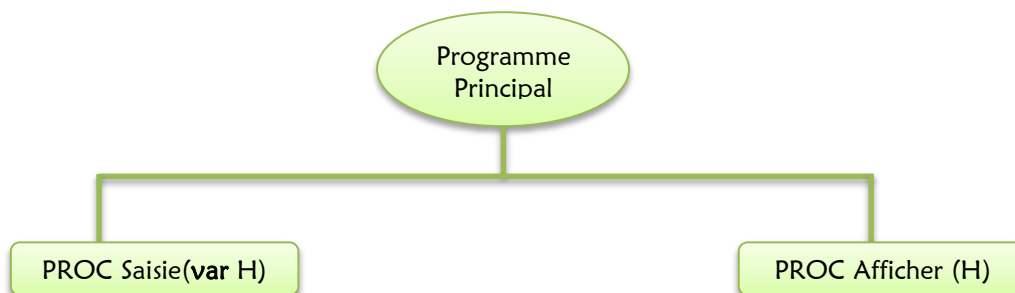 Programme
Principal
PROC Saisie(var H)
PROC Afficher (H)